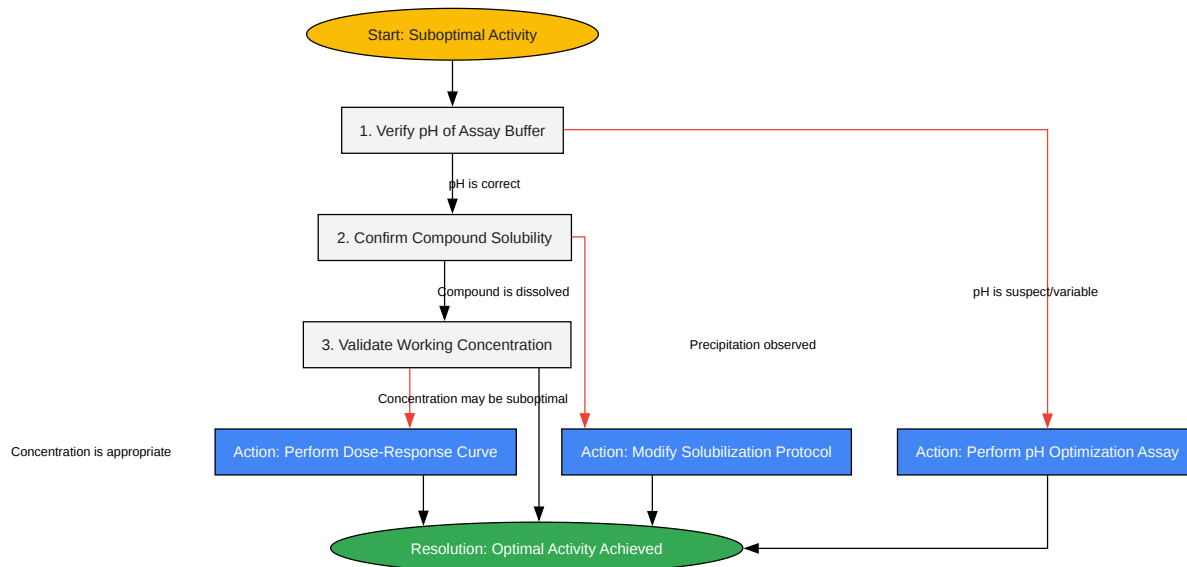 Start: Suboptimal Activity
1. Verify pH of Assay Buffer
pH is correct
2. Confirm Compound Solubility
Compound is dissolved
pH is suspect/variable
3. Validate Working Concentration
Precipitation observed
Concentration may be suboptimal
Concentration is appropriate
Action: Perform Dose-Response Curve
Action: Modify Solubilization Protocol
Action: Perform pH Optimization Assay
Resolution: Optimal Activity Achieved